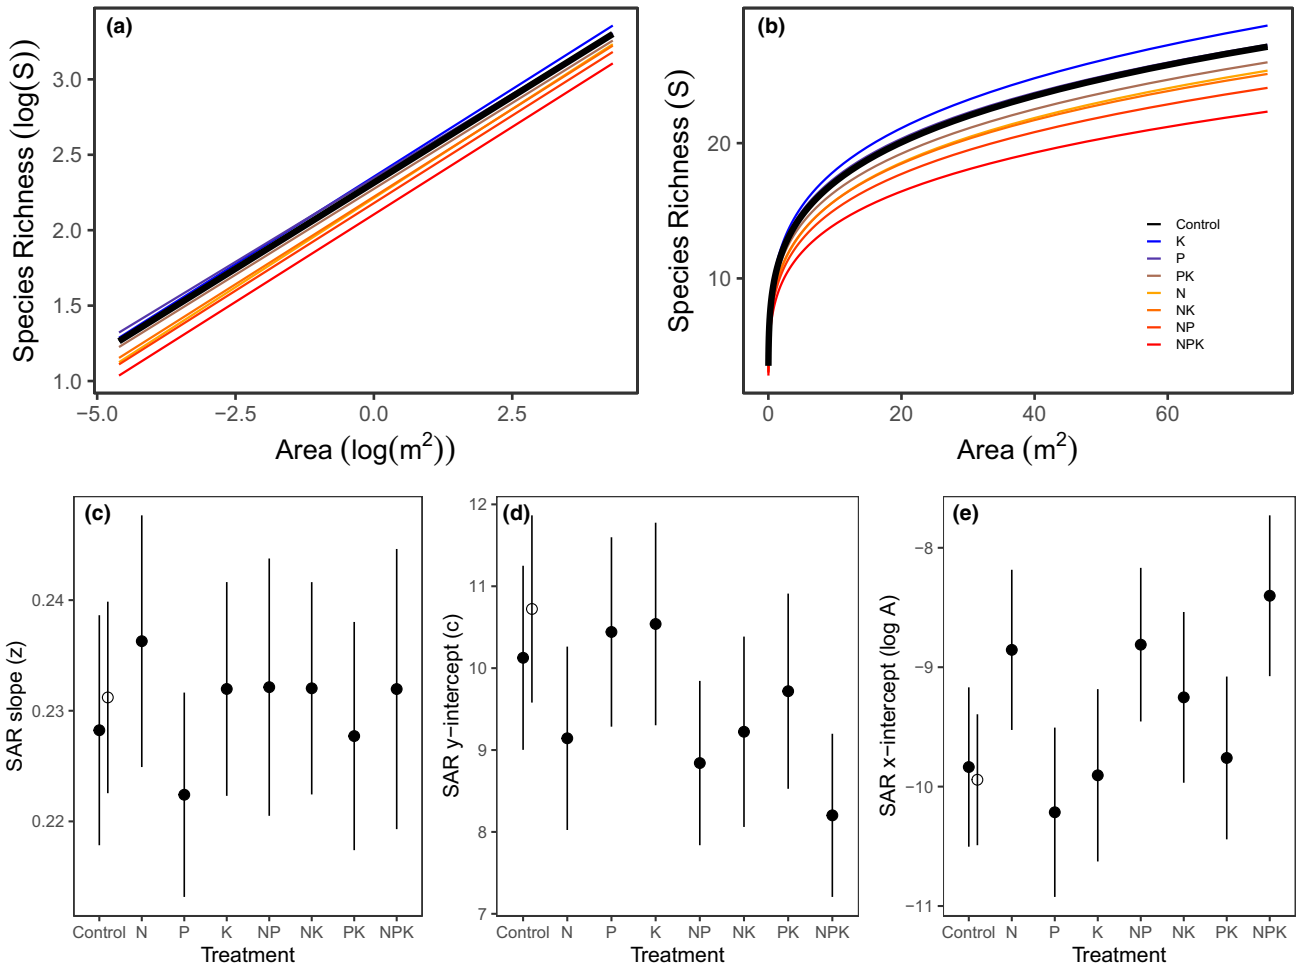 (a)
Species Richness (log(S))
3.0
2.5
2.0
1.5
1.0
−5.0 −2.5 0.0 2.5
Area (log(m²))
(b)
Species Richness (S)
20
10
0 20 40 60
Area (m²)
Control
K
P
PK
N
NK
NP
NPK
(c)
SAR slope (z)
0.24
0.23
0.22
Control N P K NP NK PK NPK
Treatment
(d)
SAR y−intercept (c)
12
11
10
9
8
7
Control N P K NP NK PK NPK
Treatment
(e)
SAR x−intercept (log A)
−8
−9
−10
−11
Control N P K NP NK PK NPK
Treatment